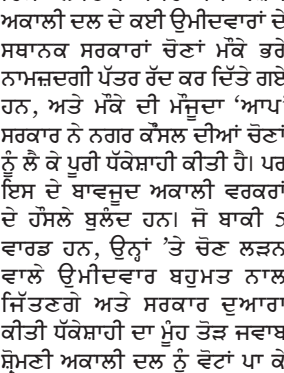 ਅਕਾਲੀ ਦਲ ਦੇ ਕਈ ਉਮੀਦਵਾਰਾਂ ਦੇ
ਸਥਾਨਕ ਸਰਕਾਰਾਂ ਚੋਣਾਂ ਮੌਕੇ ਭਰੇ
ਨਾਮਜ਼ਦਗੀ ਪੱਤਰ ਰੱਦ ਕਰ ਦਿੱਤੇ ਗਏ
ਹਨ, ਅਤੇ ਮੌਕੇ ਦੀ ਮੌਜੂਦਾ ‘ਆਪ’
ਸਰਕਾਰ ਨੇ ਨਗਰ ਕੌਂਸਲ ਦੀਆਂ ਚੋਣਾਂ
ਨੂੰ ਲੈ ਕੇ ਪੂਰੀ ਧੱਕੇਸ਼ਾਹੀ ਕੀਤੀ ਹੈ। ਪਰ
ਇਸ ਦੇ ਬਾਵਜੂਦ ਅਕਾਲੀ ਵਰਕਰਾਂ
ਦੇ ਹੌਸਲੇ ਬੁਲੰਦ ਹਨ। ਜੋ ਬਾਕੀ 5
ਵਾਰਡ ਹਨ, ਉਨ੍ਹਾਂ ’ਤੇ ਚੋਣ ਲੜਨ
ਵਾਲੇ ਉਮੀਦਵਾਰ ਬਹੁਮਤ ਨਾਲ
ਜਿੱਤਣਗੇ ਅਤੇ ਸਰਕਾਰ ਦੁਆਰਾ
ਕੀਤੀ ਧੱਕੇਸ਼ਾਹੀ ਦਾ ਮੂੰਹ ਤੋੜ ਜਵਾਬ
ਸ਼੍ਰੋਮਣੀ ਅਕਾਲੀ ਦਲ ਨੂੰ ਵੋਟਾਂ ਪਾ ਕੇ